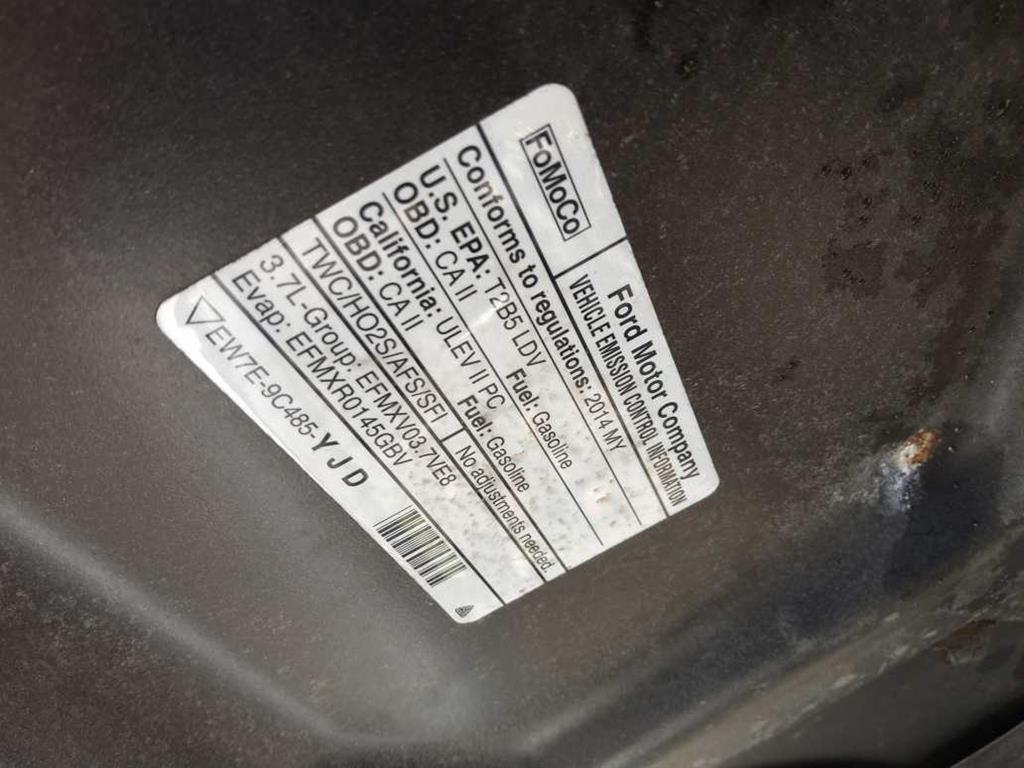 FoMoCo
Ford Motor Company
VEHICLE EMISSION CONTROL INFORMATION
Conforms to regulations: 2014 MY
U.S. EPA: T2B5 LDV Fuel: Gasoline
OBD: CA II
California: ULEV II PC Fuel: Gasoline
OBD: CA II
TWC/HO2S/AFS/SFI No adjustments needed.
3.7L-Group: EFMXV03.7VE8
Evap: EFMXR0145GBV
EW7E-9C485-YJD